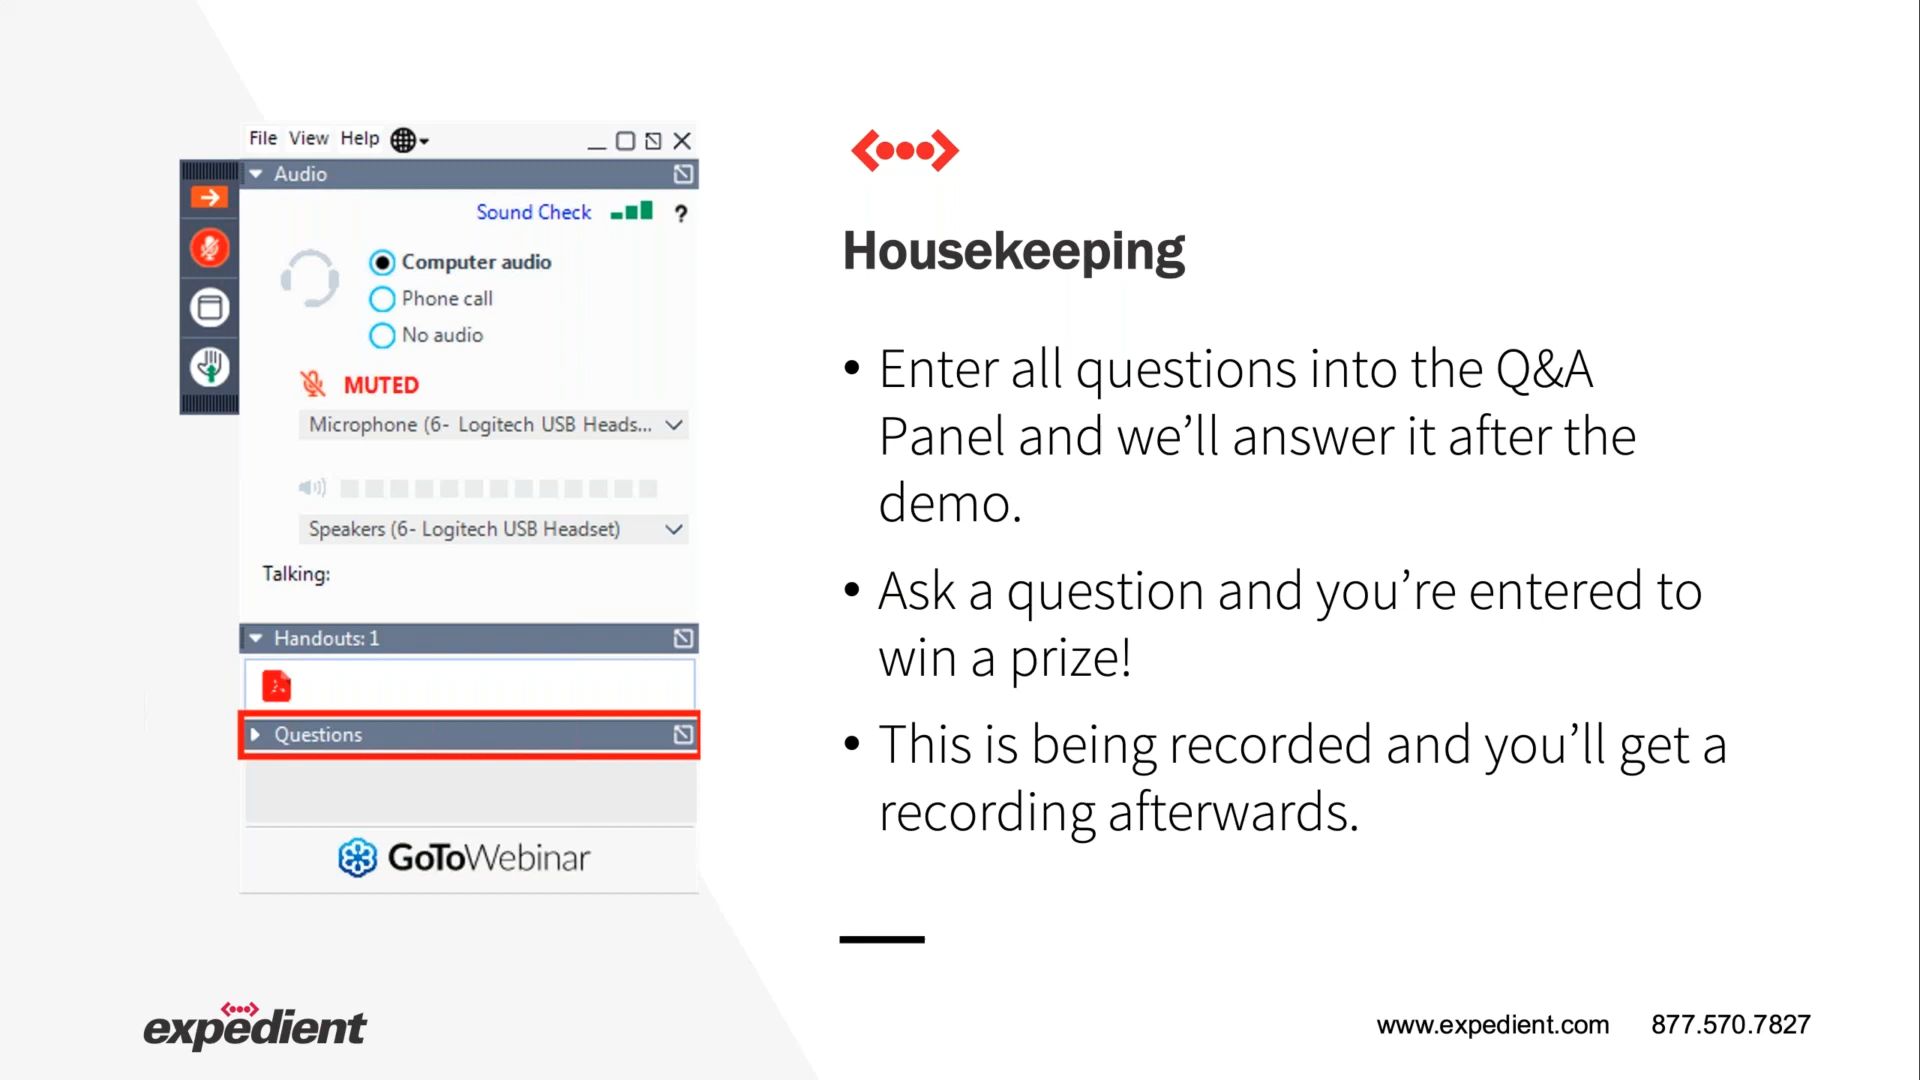 File View Help
Audio
Sound Check ?
Computer audio
Phone call
No audio
MUTED
Microphone (6- Logitech USB Heads...
Speakers (6- Logitech USB Headset)
Talking:
Handouts: 1
Questions
GoToWebinar
Housekeeping
• Enter all questions into the Q&A
Panel and we’ll answer it after the
demo.
• Ask a question and you’re entered to
win a prize!
• This is being recorded and you’ll get a
recording afterwards.
expedient
www.expedient.com 877.570.7827